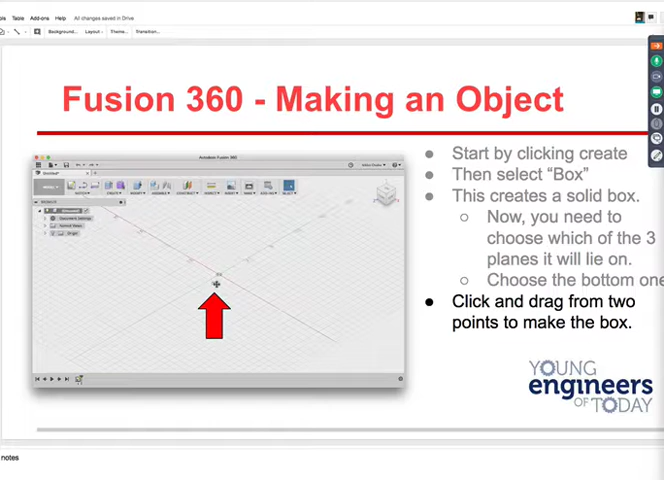 Table Add-ons Help All changes saved in Drive
Background... Layout Theme... Transition...
Fusion 360 - Making an Object
Autodesk Fusion 360
Start by clicking create
Then select “Box”
This creates a solid box.
Now, you need to
choose which of the 3
planes it will lie on.
Choose the bottom one
Click and drag from two
points to make the box.
YOUNG
engineers
OF TODAY
notes